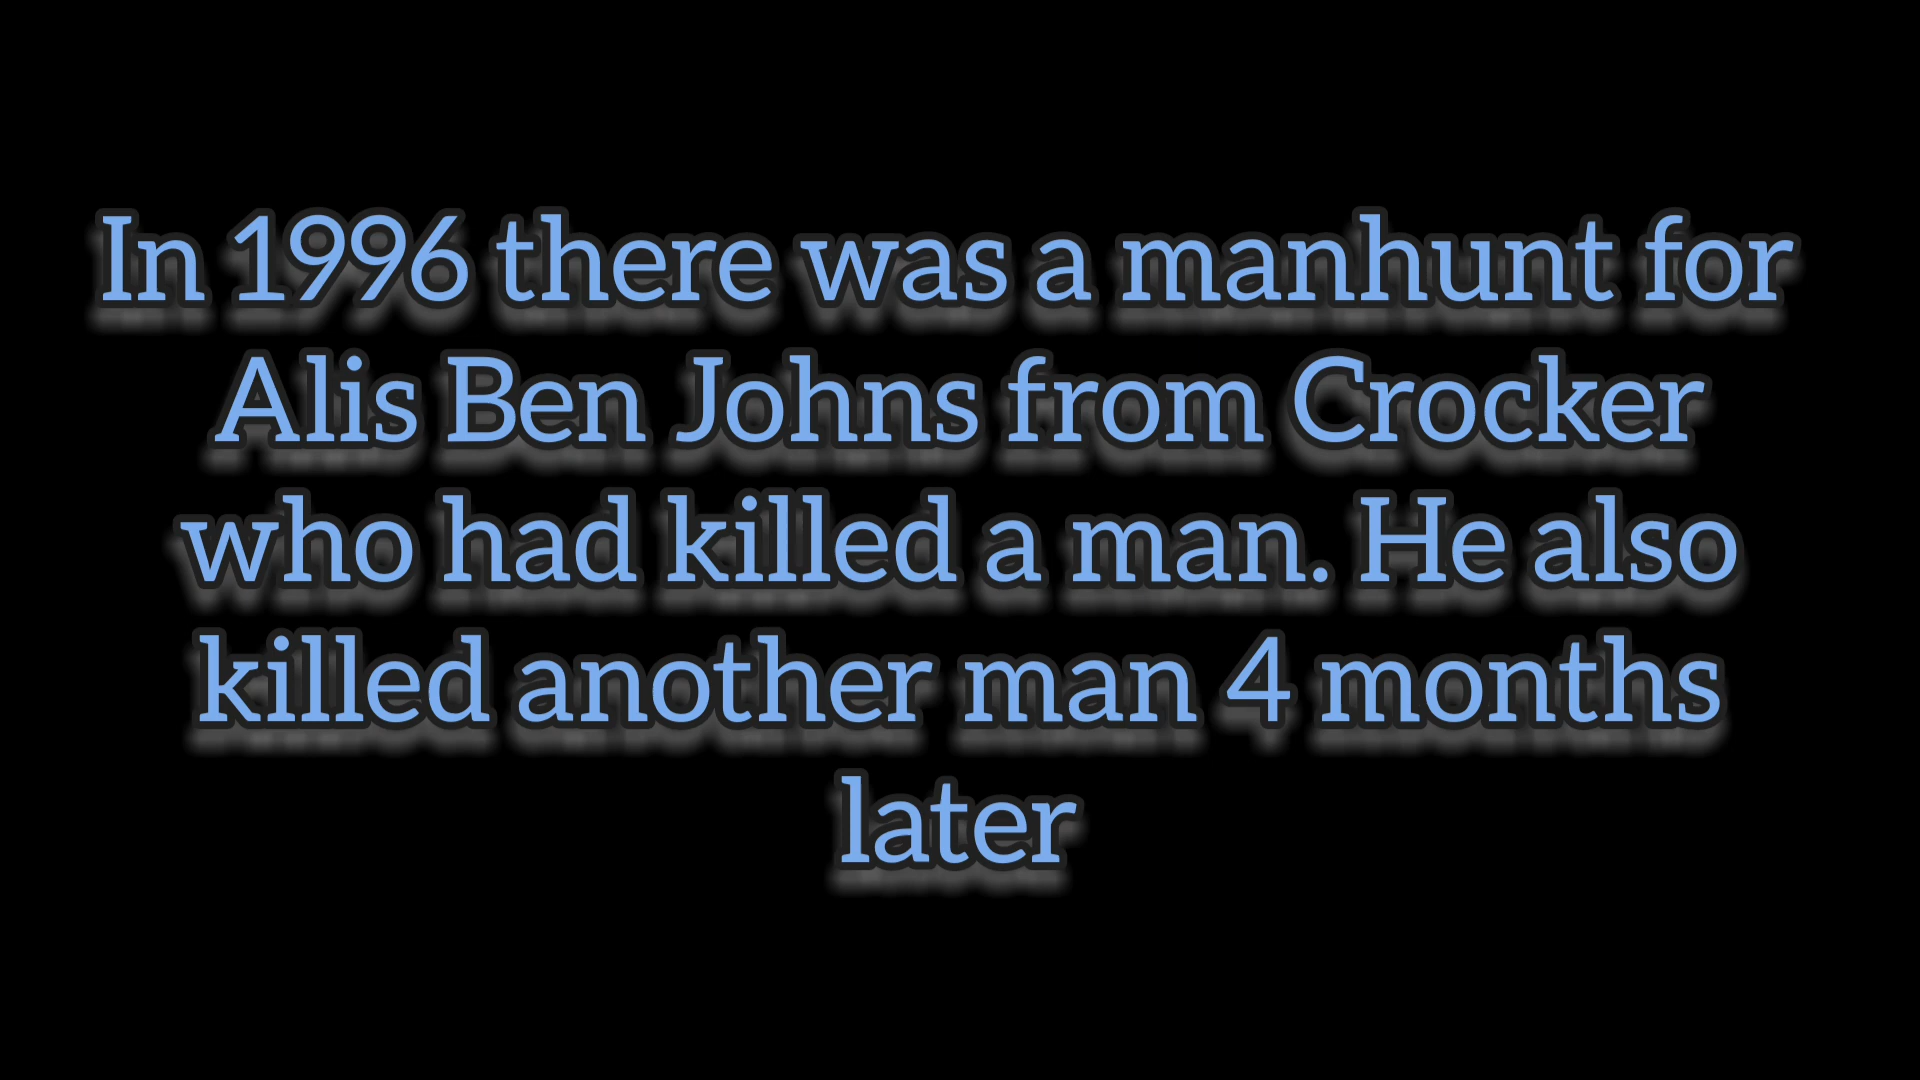 In 1996 there was a manhunt for
Alis Ben Johns from Crocker
who had killed a man. He also
killed another man 4 months
later